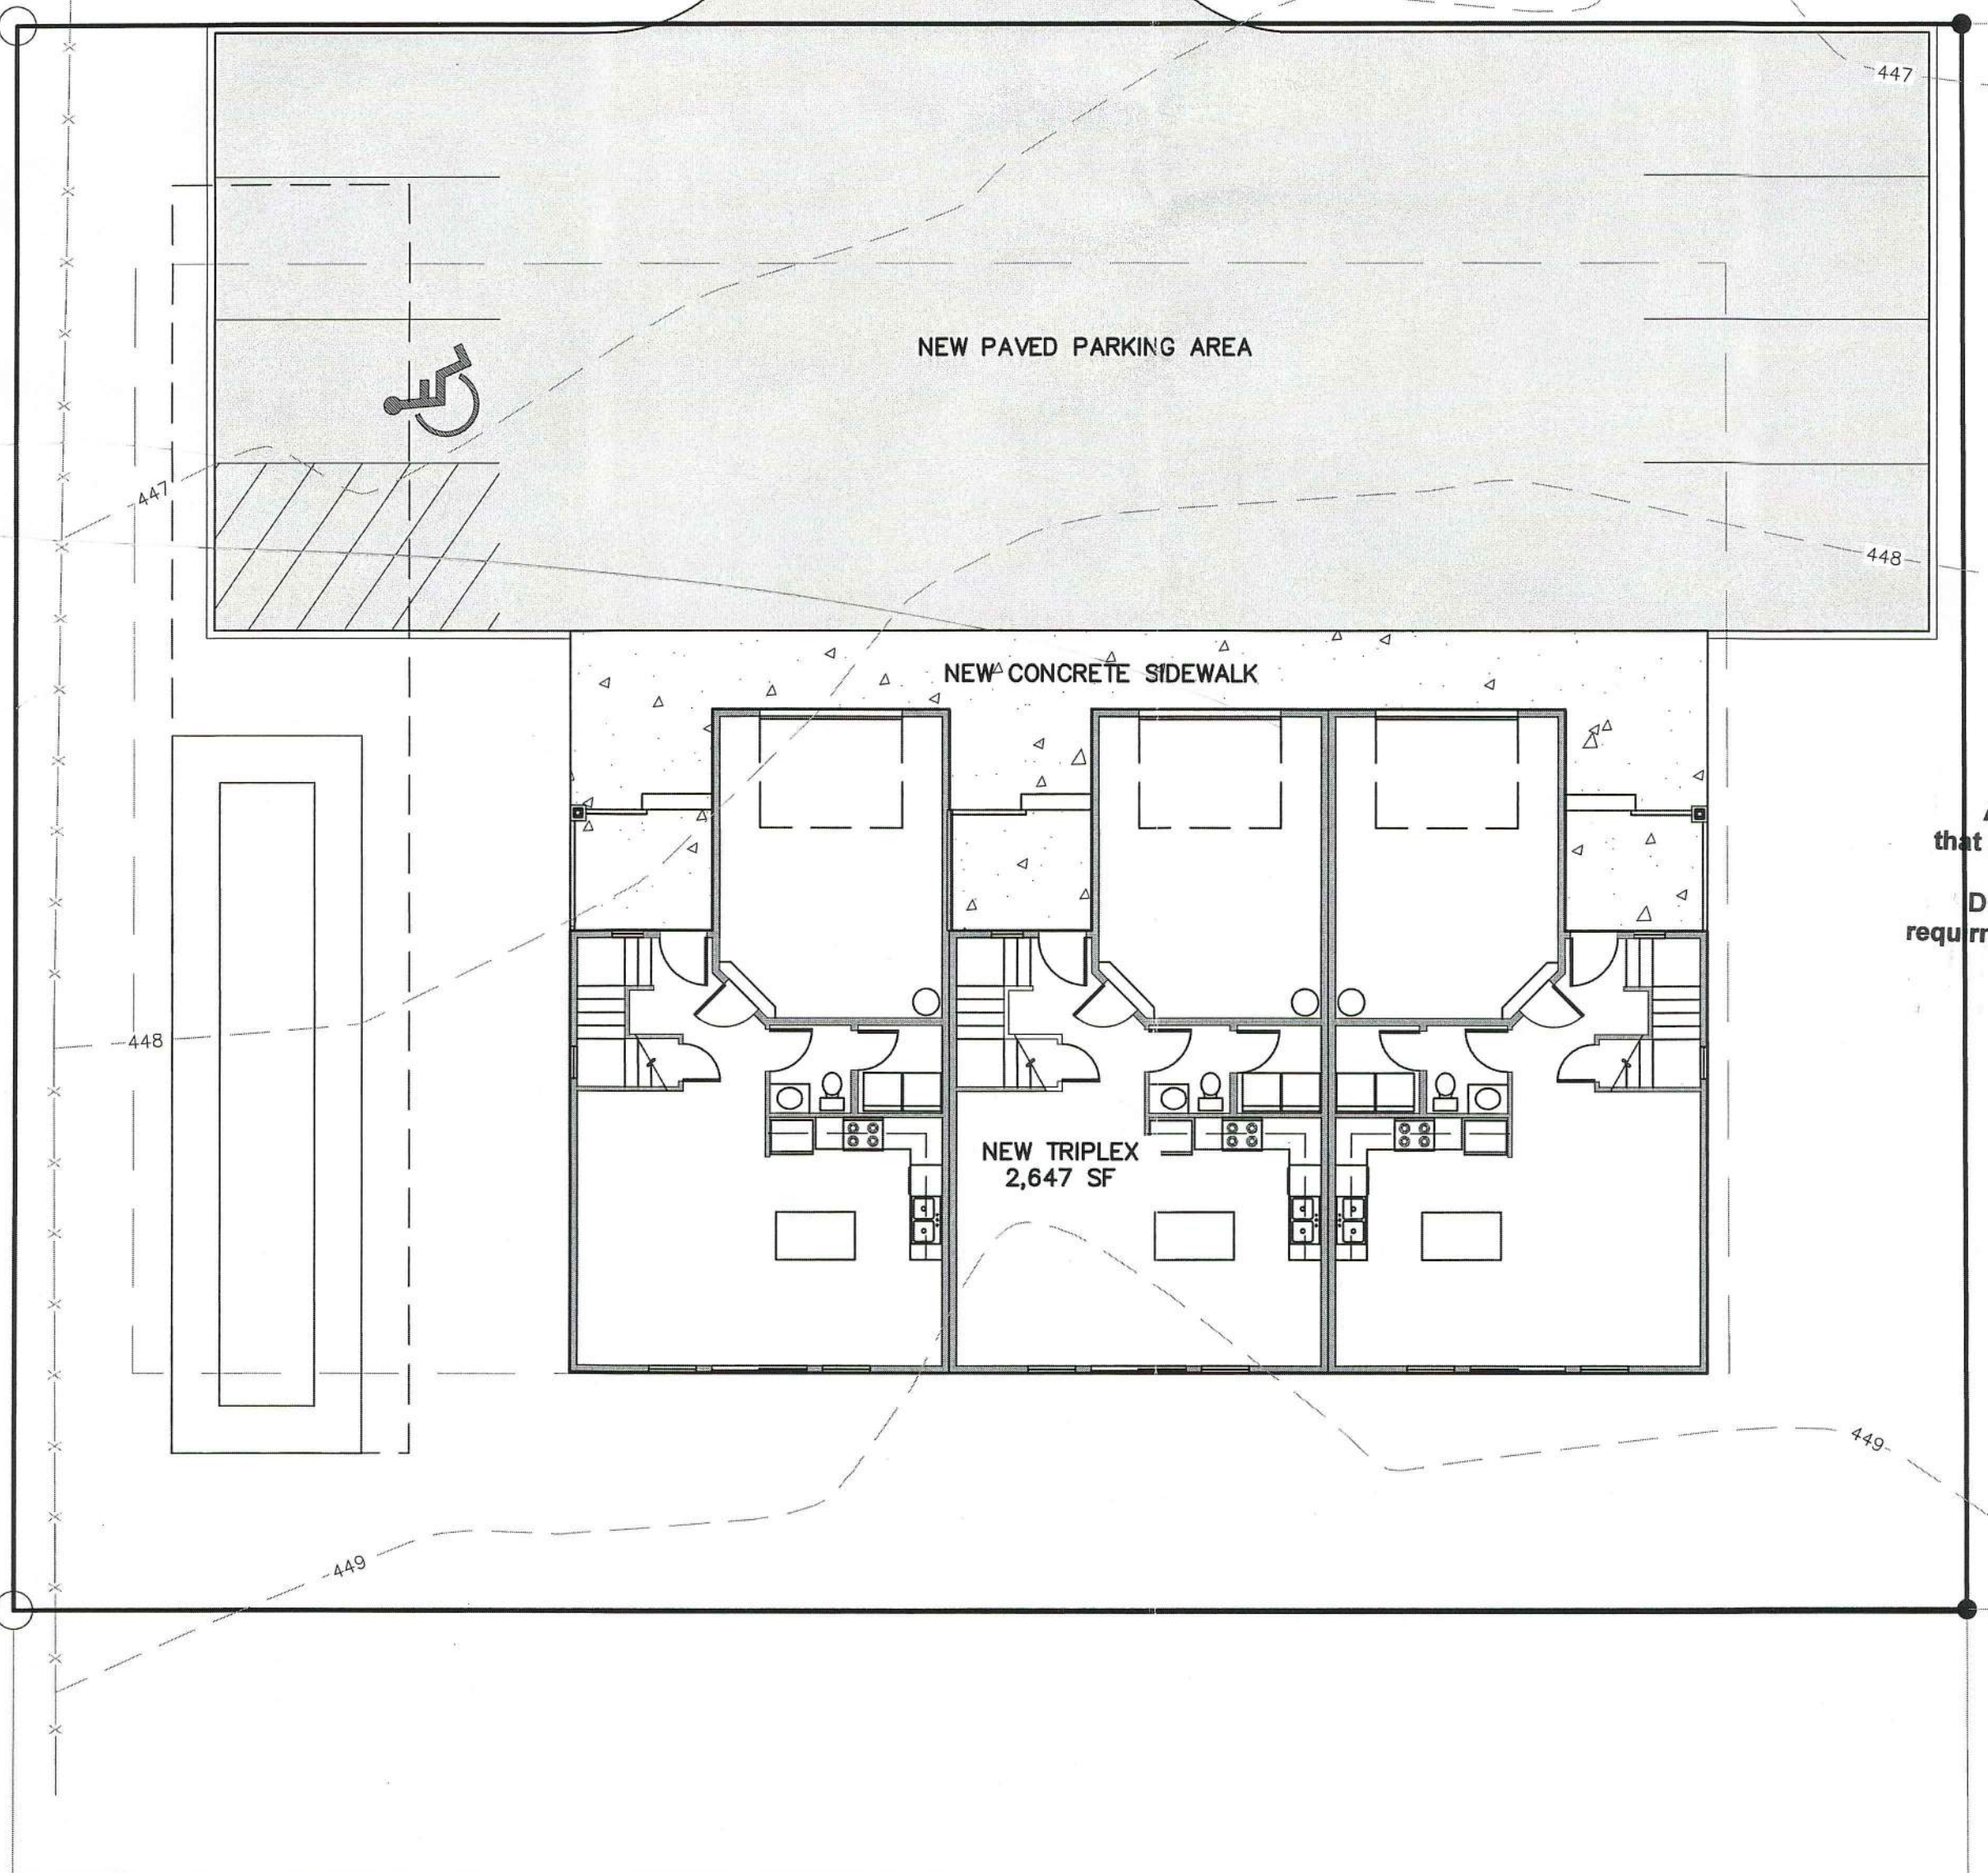 447
NEW PAVED PARKING AREA
447
448
NEW CONCRETE SIDEWALK
that
448
NEW TRIPLEX
2,647 SF
449
449